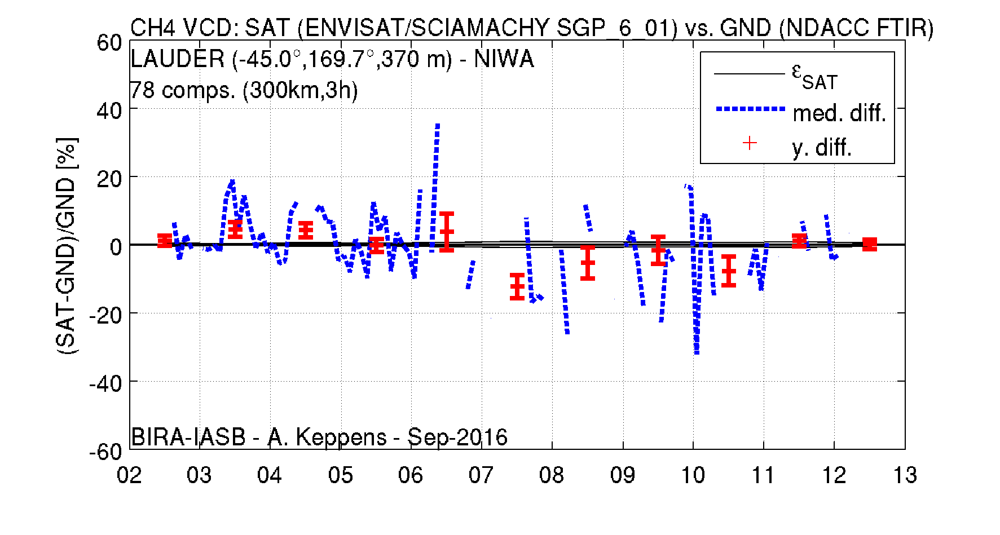 CH4 VCD: SAT (ENVISAT/SCIAMACHY SGP_6_01) vs. GND (NDACC FTIR)
LAUDER (-45.0°,169.7°,370 m) - NIWA
78 comps. (300km,3h)
εSAT
med. diff.
y. diff.
(SAT-GND)/GND [%]
60
40
20
0
-20
-40
-60
BIRA-IASB - A. Keppens - Sep-2016
02 03 04 05 06 07 08 09 10 11 12 13